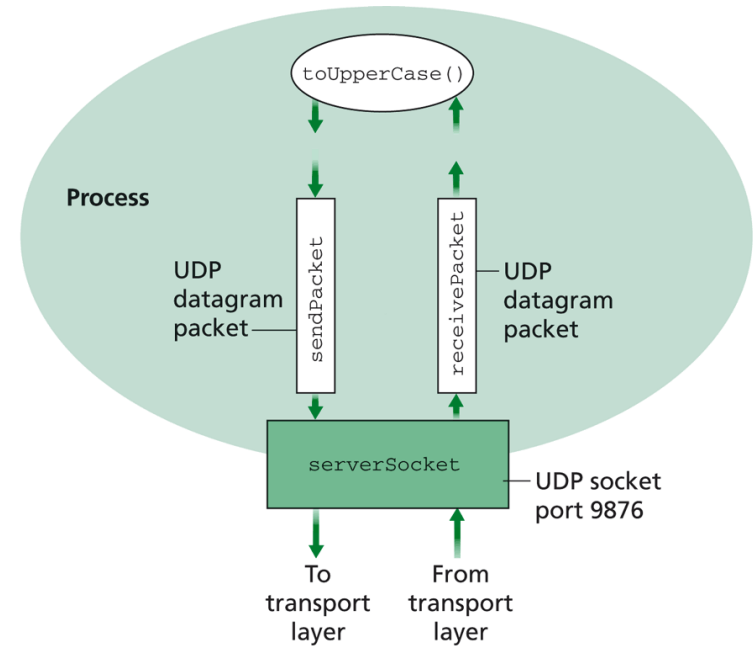 toUpperCase()
Process
UDP
datagram
packet
sendPacket
receivePacket
UDP
datagram
packet
serverSocket
UDP socket
port 9876
To
transport
layer
From
transport
layer